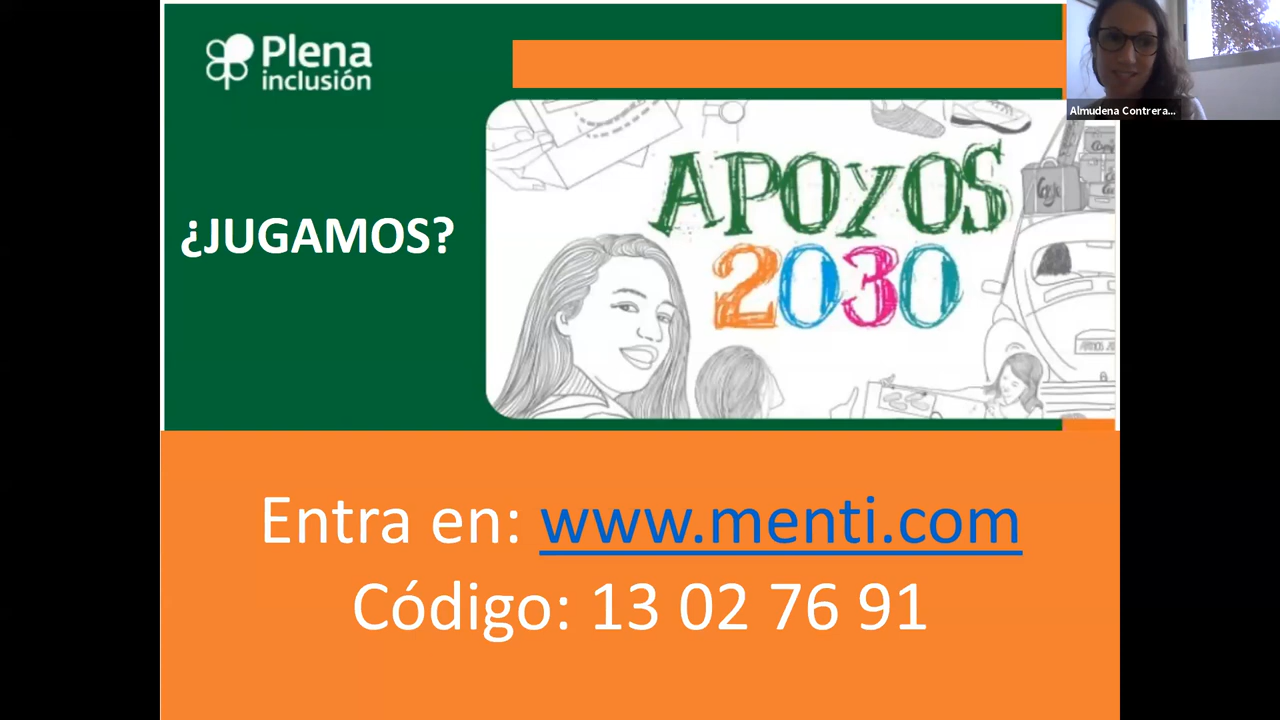 Plena
inclusión
¿JUGAMOS?
APOYOS
2030
Almudena Contrera...
Entra en: www.menti.com
Código: 13 02 76 91